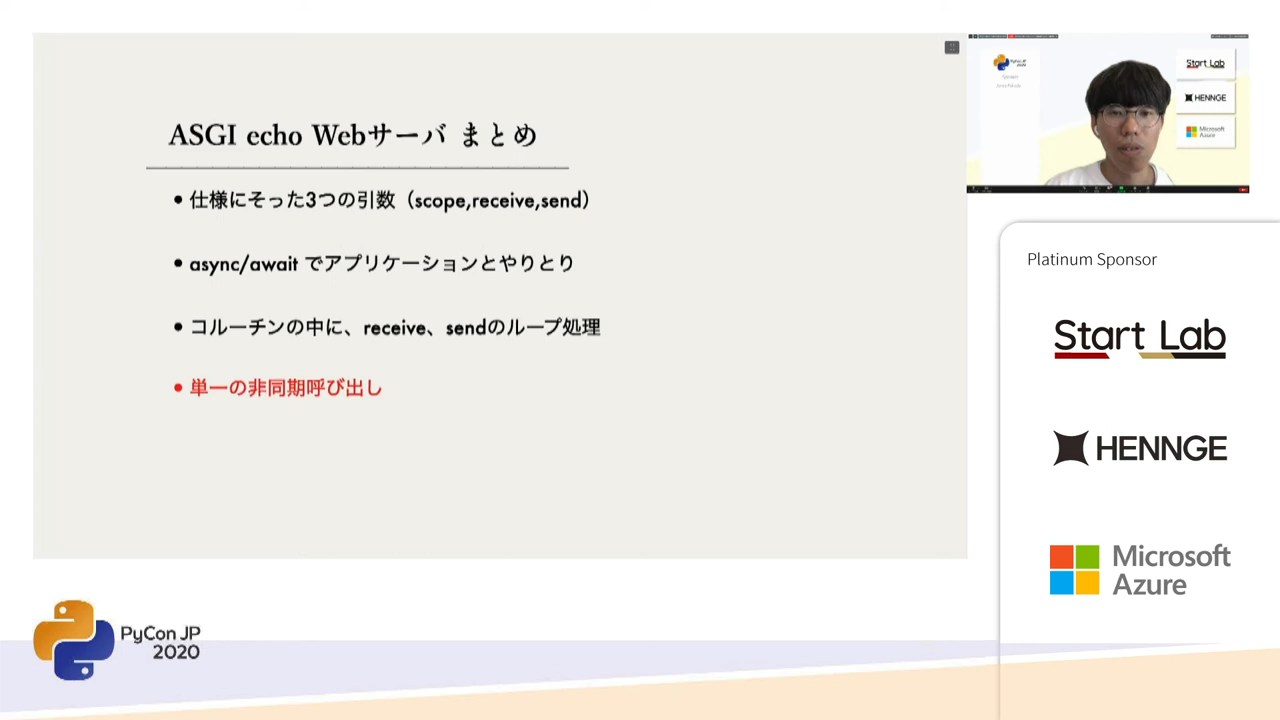 ASGI echo Webサーバ まとめ
• 仕様にそった3つの引数（scope,receive,send）
• async/await でアプリケーションとやりとり
• コルーチンの中に、receive、sendのループ処理
• 単一の非同期呼び出し
PyCon JP
2020
Start Lab
HENNGE
Microsoft
Azure
Platinum Sponsor
Start Lab
HENNGE
Microsoft
Azure
PyCon JP
2020